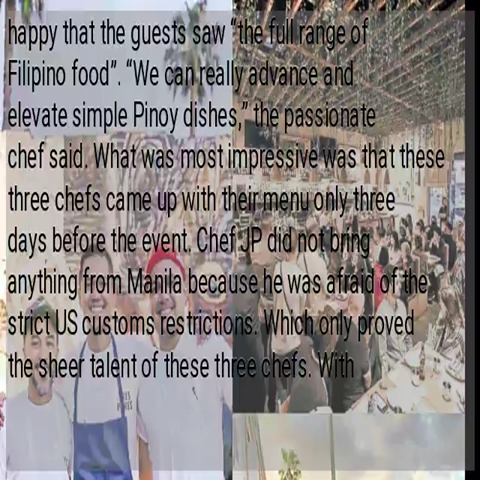 happy that the guests saw “the full range of
Filipino food”. “We can really advance and
elevate simple Pinoy dishes,” the passionate
chef said. What was most impressive was that these
three chefs came up with their menu only three
days before the event. Chef JP did not bring
anything from Manila because he was afraid of the
strict US customs restrictions. Which only proved
the sheer talent of these three chefs. With